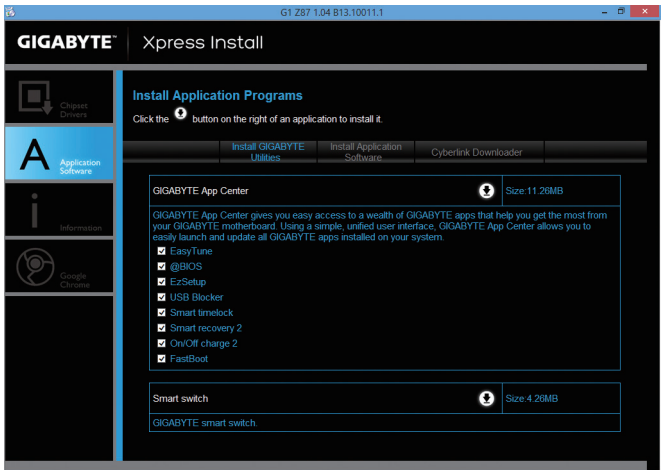 G1 Z87 1.04 B13.10011.1
GIGABYTE™ Xpress Install
Chipset
Drivers
Application
Software
Information
Google
Chrome
Install Application Programs
Click the button on the right of an application to install it.
Install GIGABYTE
Utilities
Install Application
Software
Cyberlink Downloader
GIGABYTE App Center Size:11.26MB
GIGABYTE App Center gives you easy access to a wealth of GIGABYTE apps that help you get the most from
your GIGABYTE motherboard. Using a simple, unified user interface, GIGABYTE App Center allows you to
easily launch and update all GIGABYTE apps installed on your system.
EasyTune
@BIOS
EzSetup
USB Blocker
Smart timelock
Smart recovery 2
On/Off charge 2
FastBoot
Smart switch Size:4.26MB
GIGABYTE smart switch.